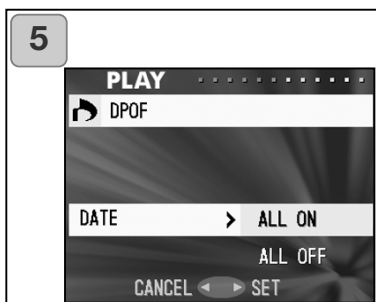 5
PLAY
DPOF
DATE > ALL ON
ALL OFF
CANCEL ◀ ▶ SET